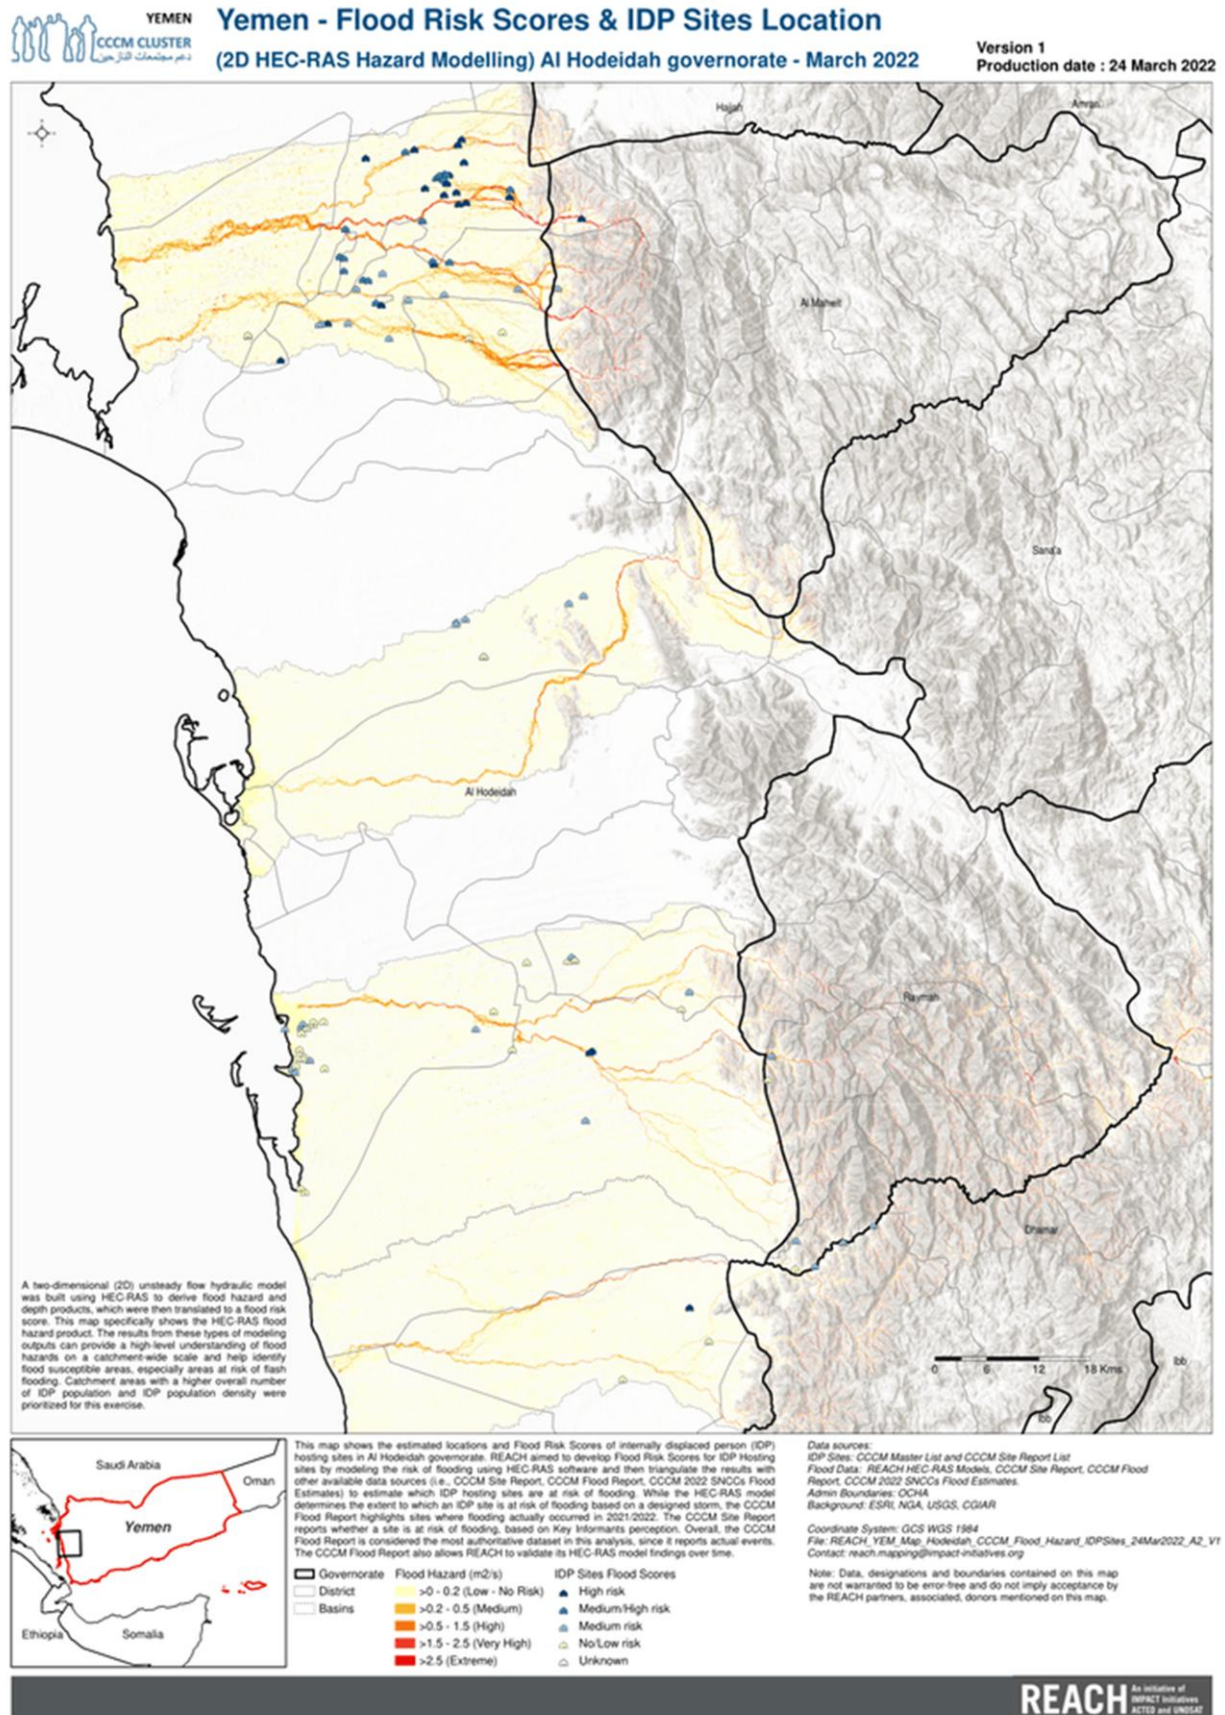 YEMEN
CCCM CLUSTER
دعم مجتمعات النازحين
Yemen - Flood Risk Scores & IDP Sites Location
(2D HEC-RAS Hazard Modelling) Al Hodeidah governorate - March 2022
Version 1
Production date : 24 March 2022
Hajjah
Amran
Al Mahwit
Sana'a
Al Hodeidah
Raymah
Dhamar
Ibb
Ibb
0 6 12 18 Kms
A two-dimensional (2D) unsteady flow hydraulic model
was built using HEC-RAS to derive flood hazard and
depth products, which were then translated to a flood risk
score. This map specifically shows the HEC-RAS flood
hazard product. The results from these types of modeling
outputs can provide a high-level understanding of flood
hazards on a catchment-wide scale and help identify
flood susceptible areas, especially areas at risk of flash
flooding. Catchment areas with a higher overall number
of IDP population and IDP population density were
prioritized for this exercise.
Saudi Arabia
Oman
Yemen
Ethiopia
Somalia
This map shows the estimated locations and Flood Risk Scores of internally displaced person (IDP)
hosting sites in Al Hodeidah governorate. REACH aimed to develop Flood Risk Scores for IDP Hosting
sites by modeling the risk of flooding using HEC-RAS software and then triangulate the results with
other available data sources (i.e., CCCM Site Report, CCCM Flood Report, CCCM 2022 SNCCs Flood
Estimates) to estimate which IDP hosting sites are at risk of flooding. While the HEC-RAS model
determines the extent to which an IDP site is at risk of flooding based on a designed storm, the CCCM
Flood Report highlights sites where flooding actually occurred in 2021/2022. The CCCM Site Report
reports whether a site is at risk of flooding, based on Key Informants perception. Overall, the CCCM
Flood Report is considered the most authoritative dataset in this analysis, since it reports actual events.
The CCCM Flood Report also allows REACH to validate its HEC-RAS model findings over time.
Governorate
District
Basins
Flood Hazard (m2/s)
>0 - 0.2 (Low - No Risk)
>0.2 - 0.5 (Medium)
>0.5 - 1.5 (High)
>1.5 - 2.5 (Very High)
>2.5 (Extreme)
IDP Sites Flood Scores
High risk
Medium/High risk
Medium risk
No/Low risk
Unknown
Data sources:
IDP Sites: CCCM Master List and CCCM Site Report List
Flood Data: REACH HEC-RAS Models, CCCM Site Report, CCCM Flood
Report, CCCM 2022 SNCCs Flood Estimates.
Admin Boundaries: OCHA
Background: ESRI, NGA, USGS, CGIAR
Coordinate System: GCS WGS 1984
File: REACH_YEM_Map_Hodeidah_CCCM_Flood_Hazard_IDPSites_24Mar2022_A2_V1
Contact: reach.mapping@impact-initiatives.org
Note: Data, designations and boundaries contained on this map
are not warranted to be error-free and do not imply acceptance by
the REACH partners, associated, donors mentioned on this map.
REACH
An initiative of
IMPACT Initiatives
ACTED and UNOSAT